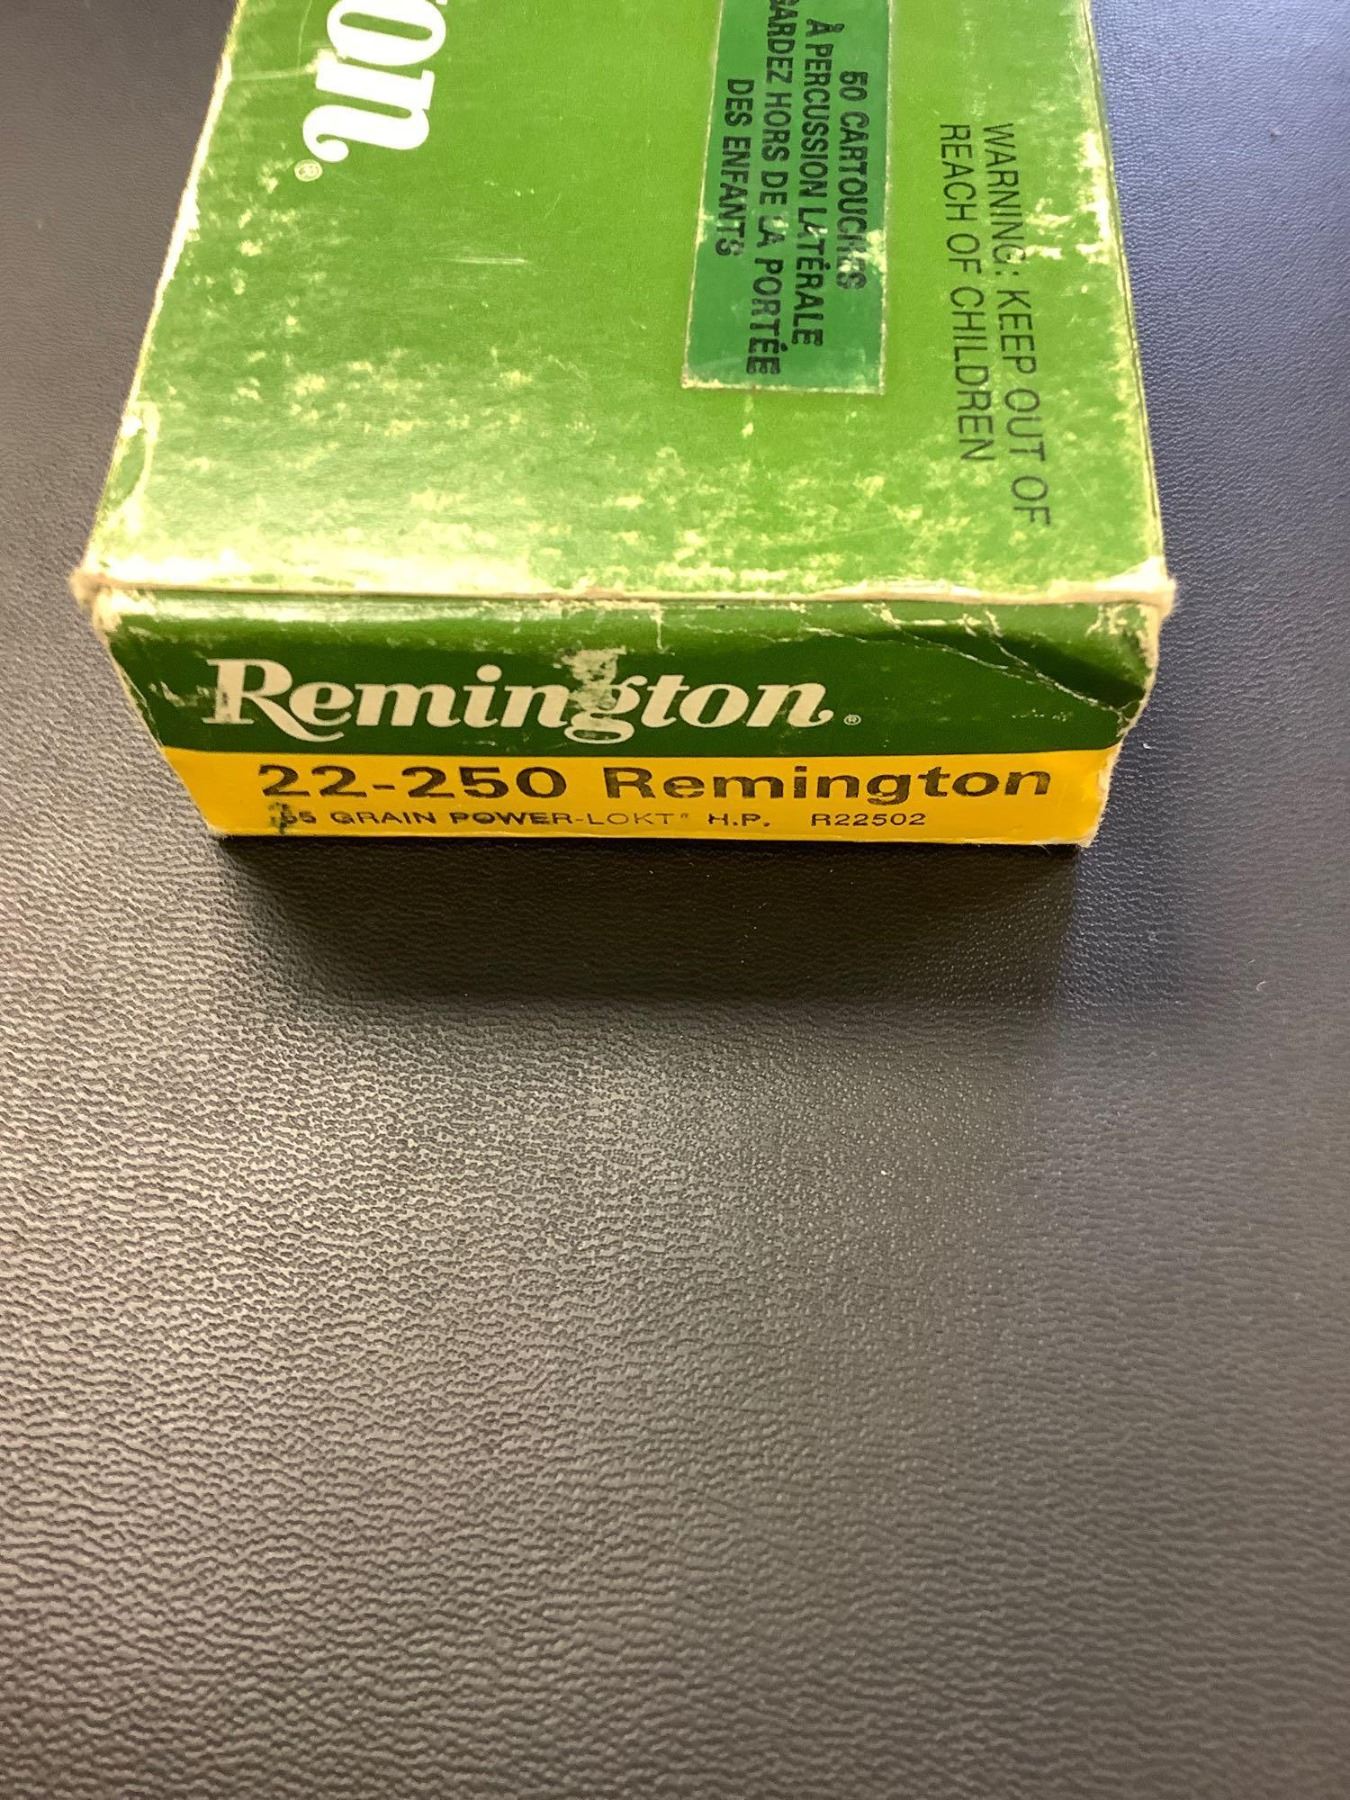 on®
50 CARTOUCHES
À PERCUSSION LATÉRALE
GARDEZ HORS DE LA PORTÉE
DES ENFANTS
WARNING: KEEP OUT OF
REACH OF CHILDREN
Remington®
22-250 Remington
55 GRAIN POWER-LOKT® H.P. R22502